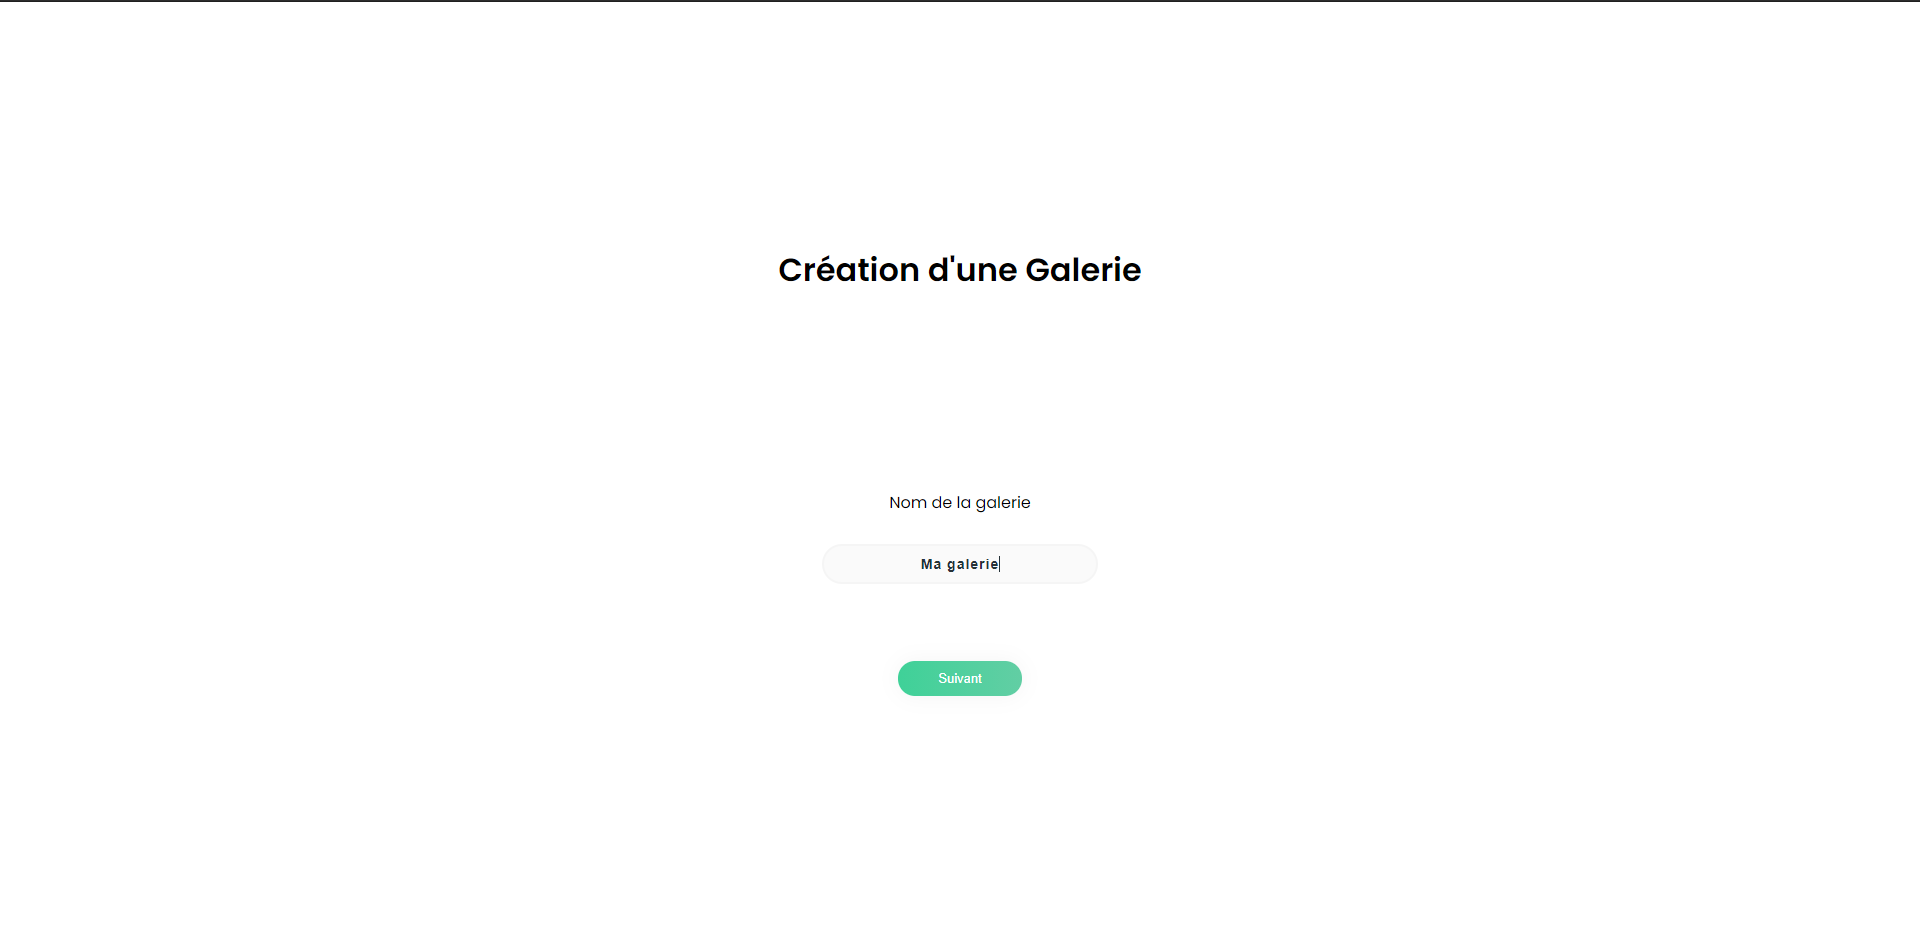 Création d'une Galerie
Nom de la galerie
Ma galerie
Suivant